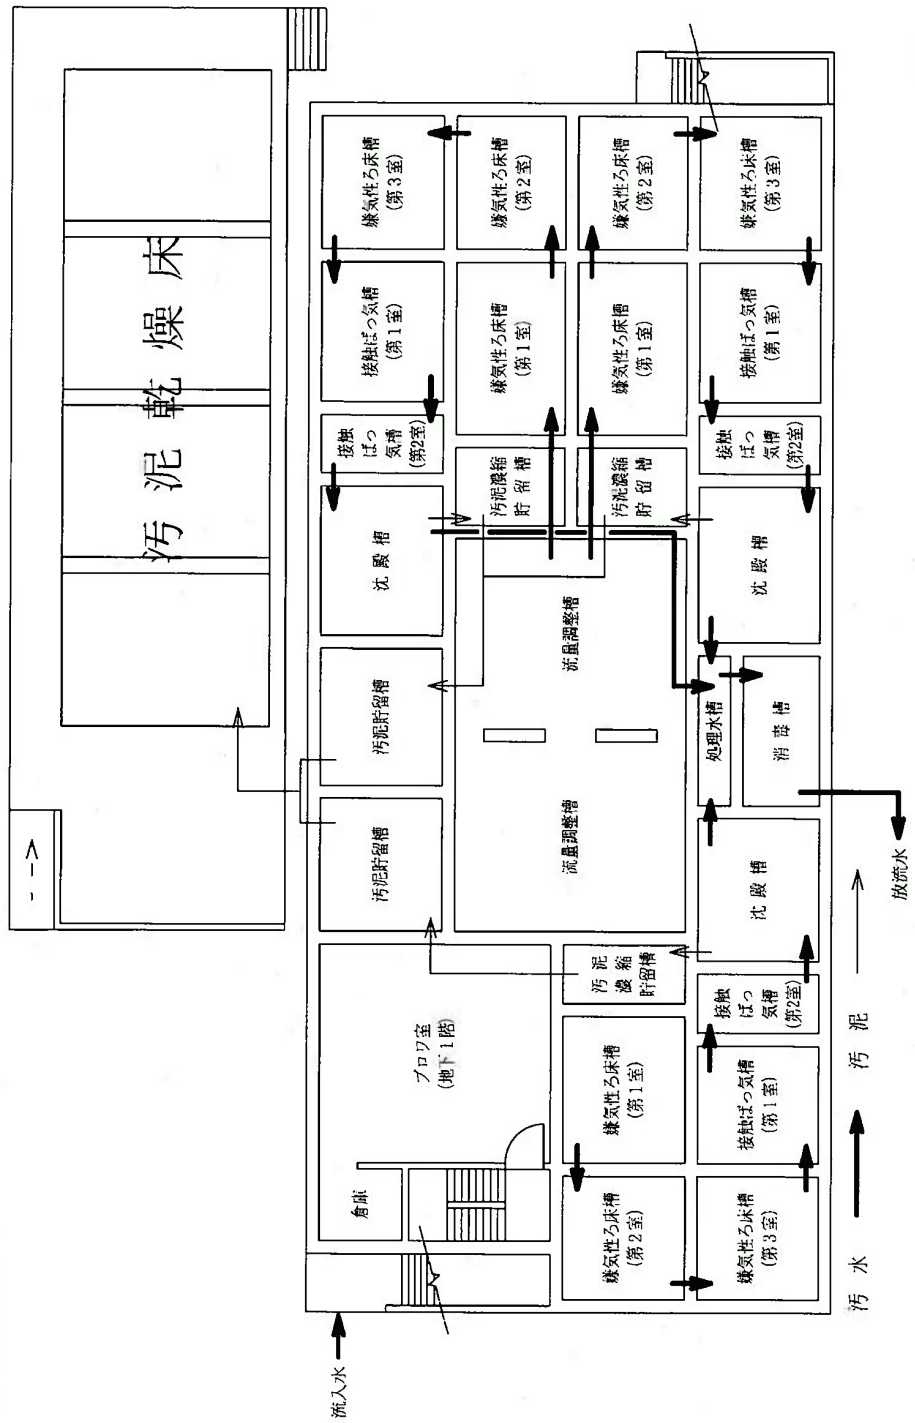 汚泥乾燥床
嫌気性ろ床槽
(第3室)
嫌気性ろ床槽
(第2室)
嫌気性ろ床槽
(第2室)
嫌気性ろ床槽
(第3室)
接触ばっ気槽
(第1室)
嫌気性ろ床槽
(第1室)
嫌気性ろ床槽
(第1室)
接触ばっ気槽
(第1室)
接触
ばっ
気槽
(第2室)
汚泥濃縮
貯留槽
汚泥濃縮
貯留槽
接触
ばっ
気槽
(第2室)
沈殿槽
流量調整槽
沈殿槽
汚泥貯留槽
処理水槽
消毒槽
汚泥貯留槽
流量調整槽
沈殿槽
放流水
ブロワ室
(地下1階)
汚泥
濃縮
貯留槽
接触
ばっ
気槽
(第2室)
嫌気性ろ床槽
(第1室)
接触ばっ気槽
(第1室)
倉庫
嫌気性ろ床槽
(第2室)
嫌気性ろ床槽
(第3室)
流入水
汚水
汚泥